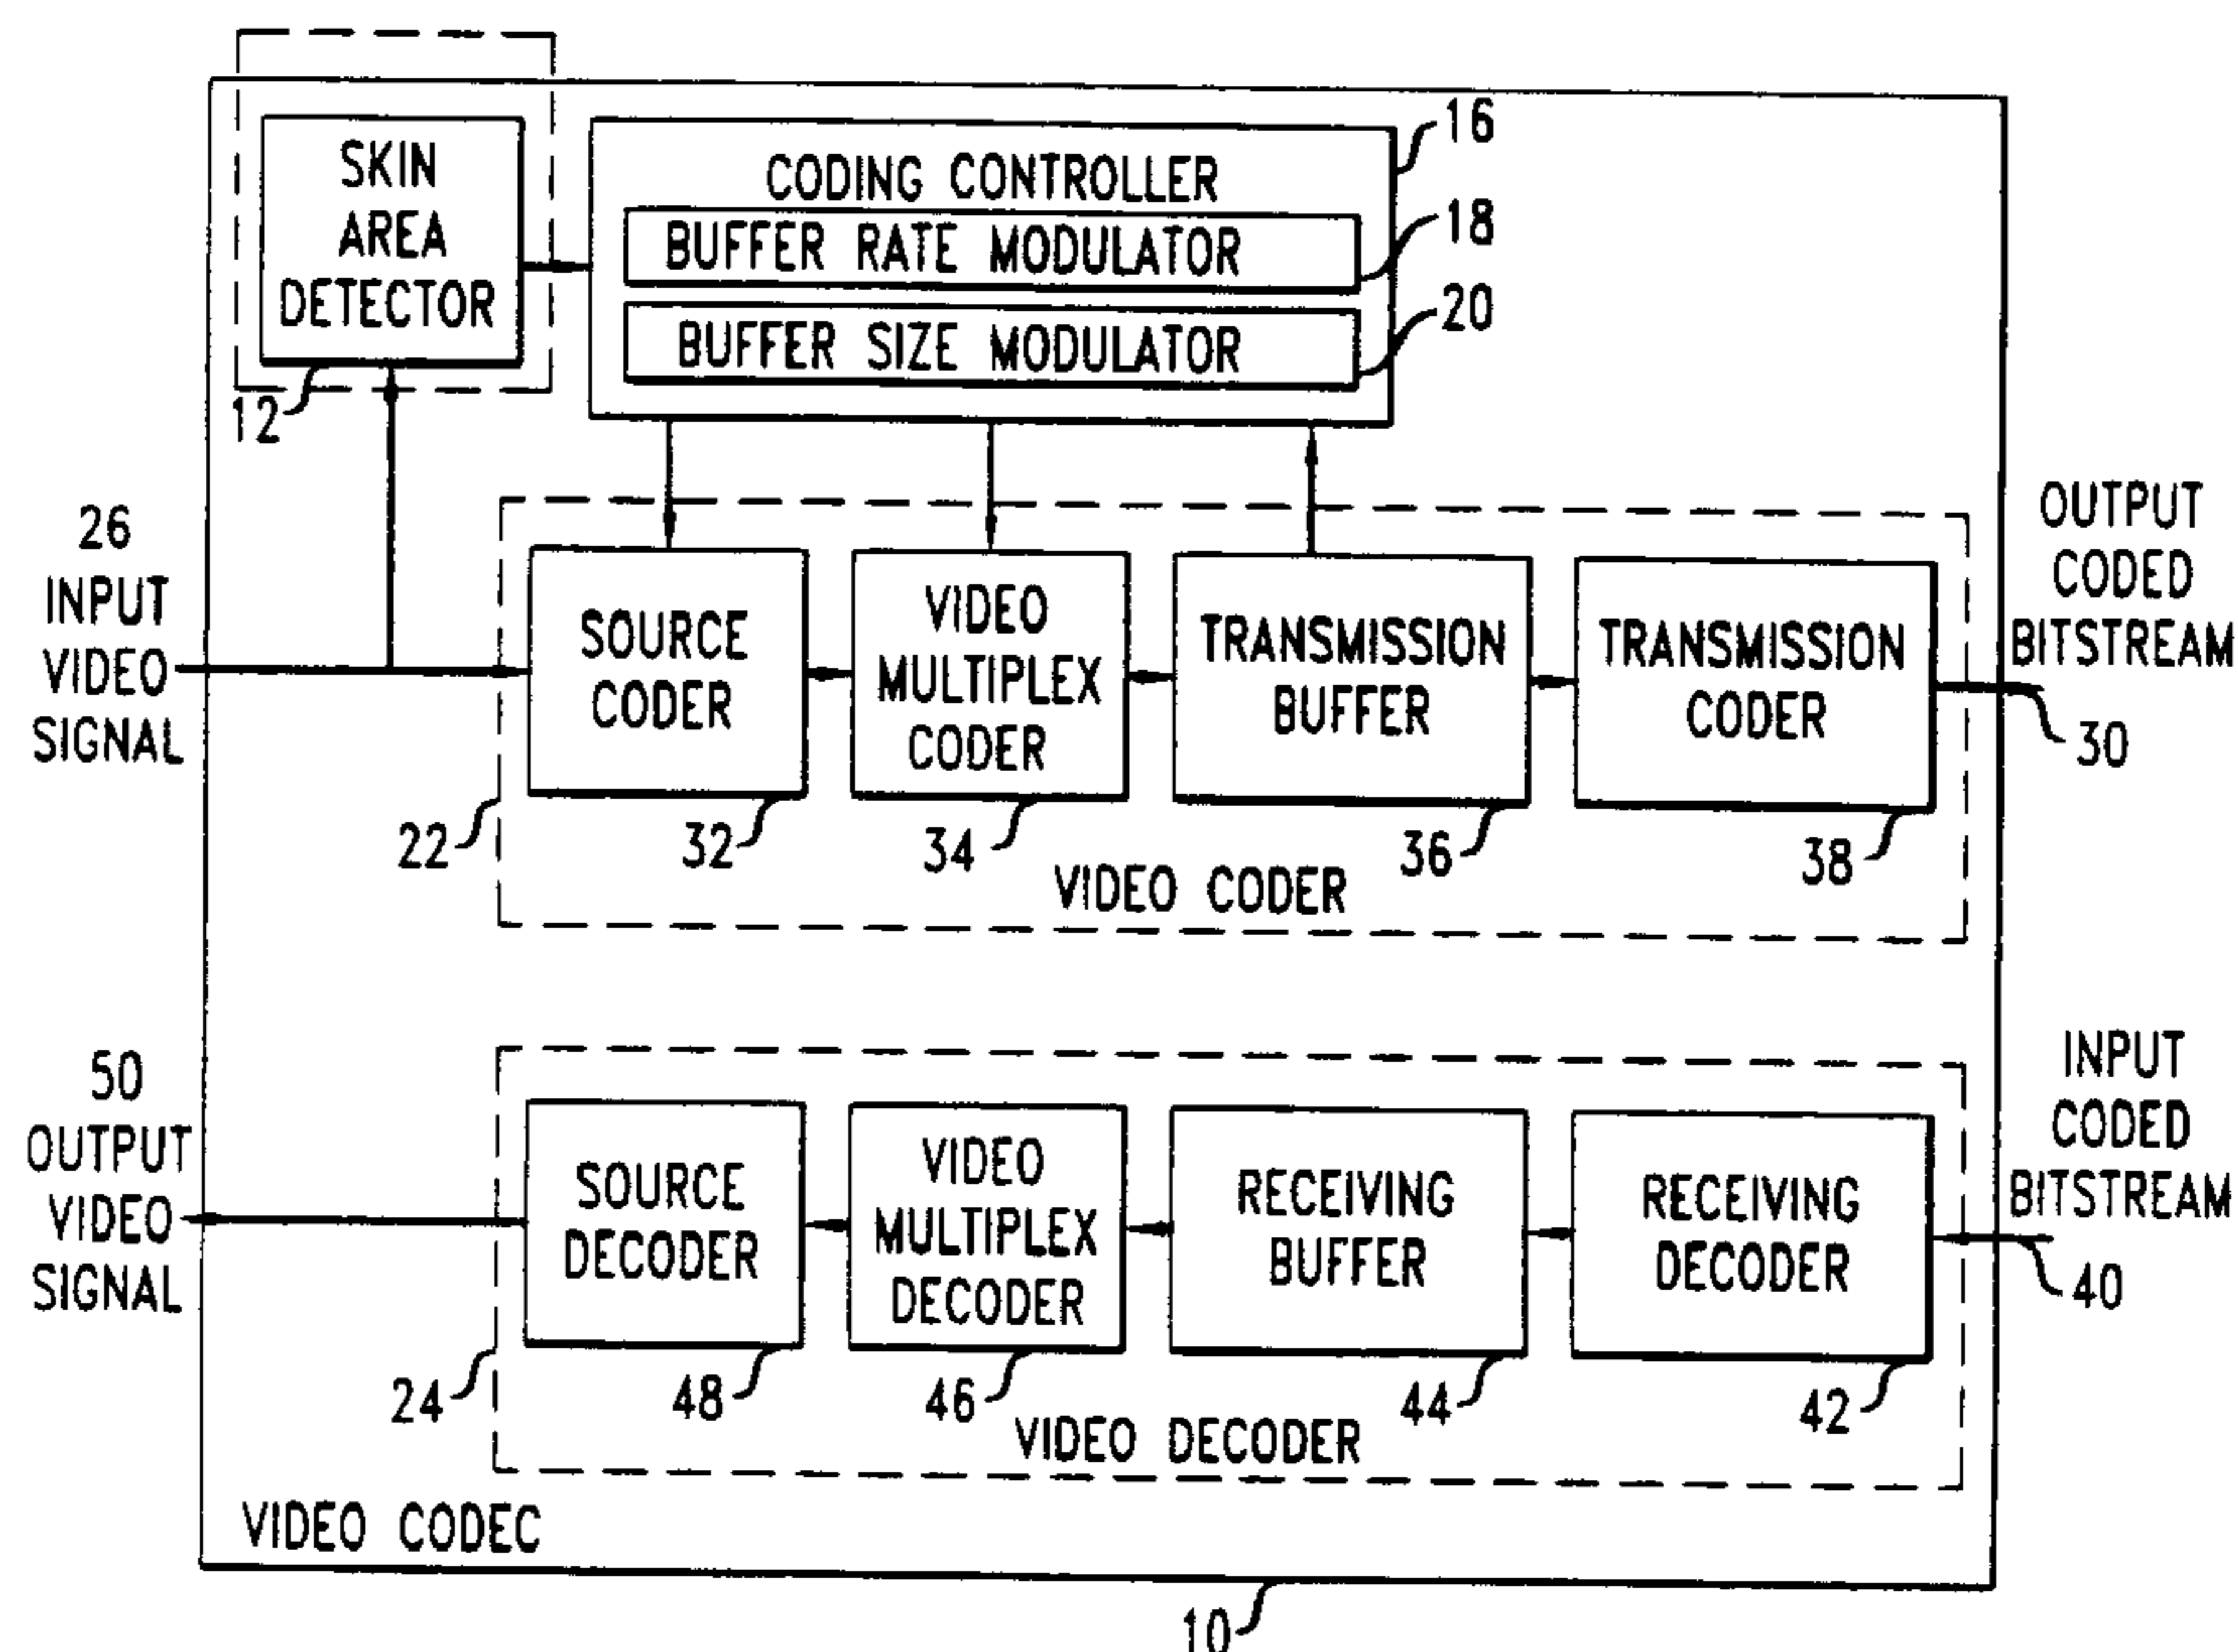 SKIN
AREA
DETECTOR
12
CODING CONTROLLER
16
BUFFER RATE MODULATOR
18
BUFFER SIZE MODULATOR
20
26
INPUT
VIDEO
SIGNAL
SOURCE
CODER
32
VIDEO
MULTIPLEX
CODER
34
TRANSMISSION
BUFFER
36
TRANSMISSION
CODER
38
22
VIDEO CODER
OUTPUT
CODED
BITSTREAM
30
50
OUTPUT
VIDEO
SIGNAL
SOURCE
DECODER
48
VIDEO
MULTIPLEX
DECODER
46
RECEIVING
BUFFER
44
RECEIVING
DECODER
42
24
VIDEO DECODER
INPUT
CODED
BITSTREAM
40
VIDEO CODEC
10